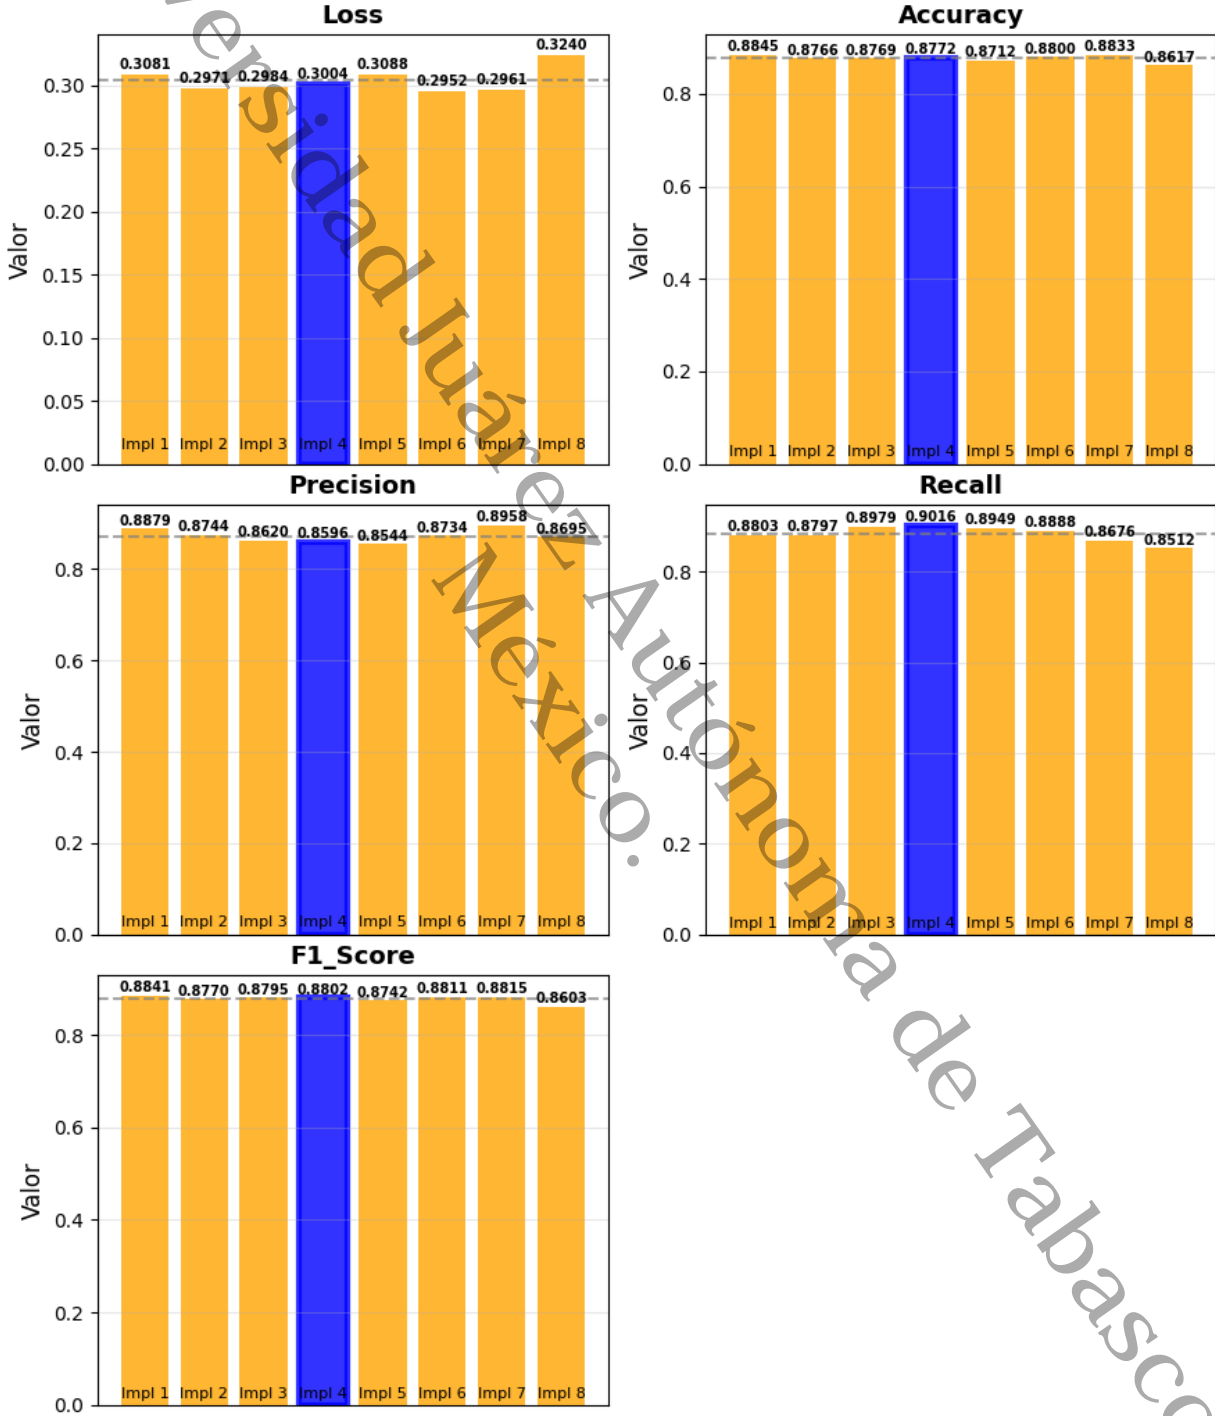 Loss
0.3081 0.2971 0.2984 0.3004 0.3088 0.2952 0.2961 0.3240
0.30
0.25
0.20
0.15
0.10
0.05
0.00
Valor
Impl 1 Impl 2 Impl 3 Impl 4 Impl 5 Impl 6 Impl 7 Impl 8
Accuracy
0.8845 0.8766 0.8769 0.8772 0.8712 0.8800 0.8833 0.8617
0.8
0.6
0.4
0.2
0.0
Valor
Impl 1 Impl 2 Impl 3 Impl 4 Impl 5 Impl 6 Impl 7 Impl 8
Precision
0.8879 0.8744 0.8620 0.8596 0.8544 0.8734 0.8958 0.8695
0.8
0.6
0.4
0.2
0.0
Valor
Impl 1 Impl 2 Impl 3 Impl 4 Impl 5 Impl 6 Impl 7 Impl 8
Recall
0.8803 0.8797 0.8979 0.9016 0.8949 0.8888 0.8676 0.8512
0.8
0.6
0.4
0.2
0.0
Valor
Impl 1 Impl 2 Impl 3 Impl 4 Impl 5 Impl 6 Impl 7 Impl 8
F1_Score
0.8841 0.8770 0.8795 0.8802 0.8742 0.8811 0.8815 0.8603
0.8
0.6
0.4
0.2
0.0
Valor
Impl 1 Impl 2 Impl 3 Impl 4 Impl 5 Impl 6 Impl 7 Impl 8
versidad Juárez Autónoma de Tabasco
México.